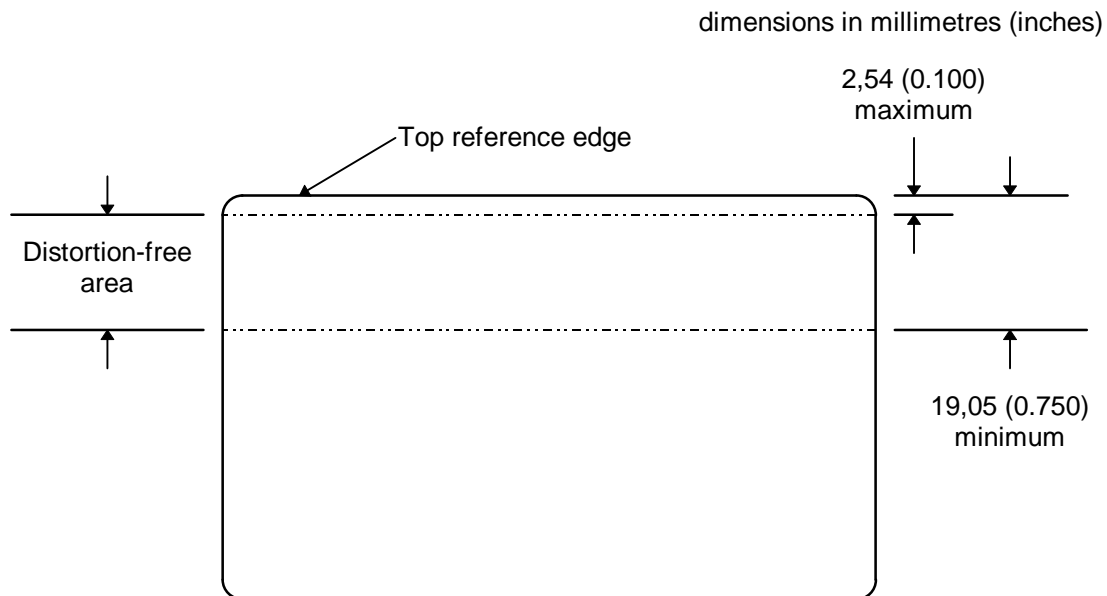 dimensions in millimetres (inches)
2,54 (0.100)
maximum
Top reference edge
Distortion-free
area
19,05 (0.750)
minimum